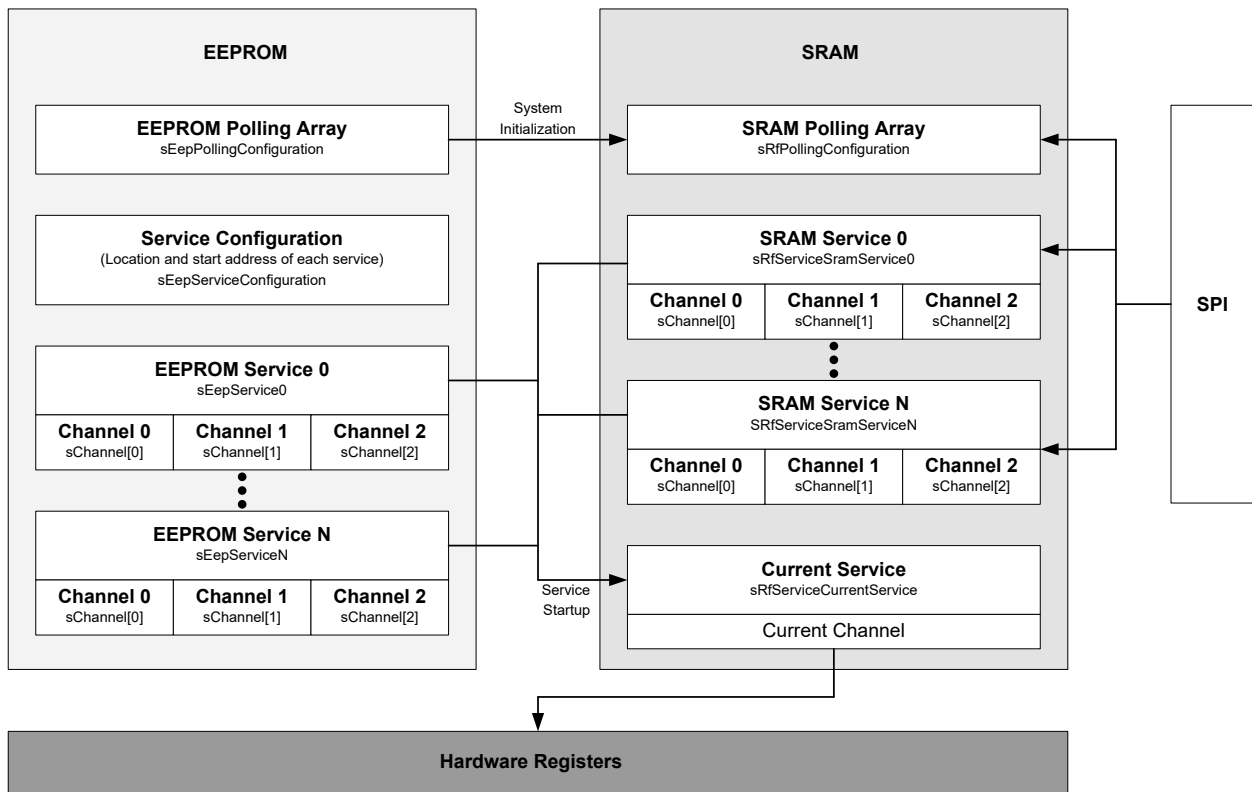 EEPROM
EEPROM Polling Array
sEepPollingConfiguration
Service Configuration
(Location and start address of each service)
sEepServiceConfiguration
EEPROM Service 0
sEepService0
Channel 0
sChannel[0]
Channel 1
sChannel[1]
Channel 2
sChannel[2]
EEPROM Service N
sEepServiceN
Channel 0
sChannel[0]
Channel 1
sChannel[1]
Channel 2
sChannel[2]
System
Initialization
Service
Startup
SRAM
SRAM Polling Array
sRfPollingConfiguration
SRAM Service 0
sRfServiceSramService0
Channel 0
sChannel[0]
Channel 1
sChannel[1]
Channel 2
sChannel[2]
SRAM Service N
SRfServiceSramServiceN
Channel 0
sChannel[0]
Channel 1
sChannel[1]
Channel 2
sChannel[2]
Current Service
sRfServiceCurrentService
Current Channel
SPI
Hardware Registers